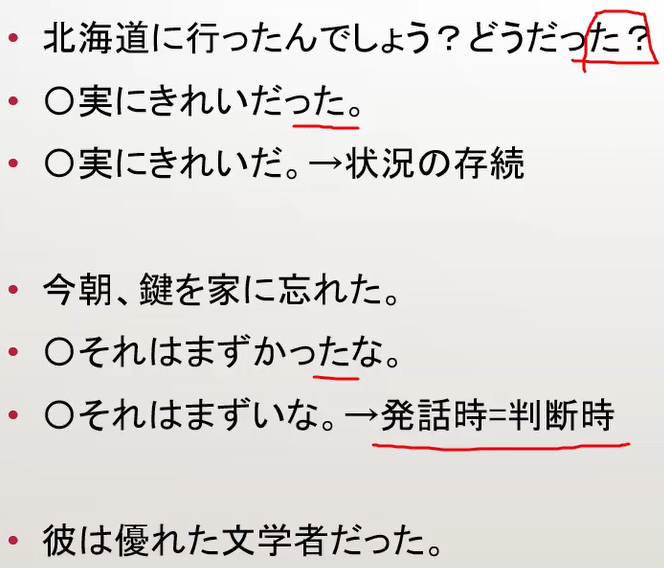 • 北海道に行ったんでしょう？どうだった？
• 〇実にきれいだった。
• 〇実にきれいだ。→状況の存続
• 今朝、鍵を家に忘れた。
• 〇それはまずかったな。
• 〇それはまずいな。→発話時=判断時
• 彼は優れた文学者だった。